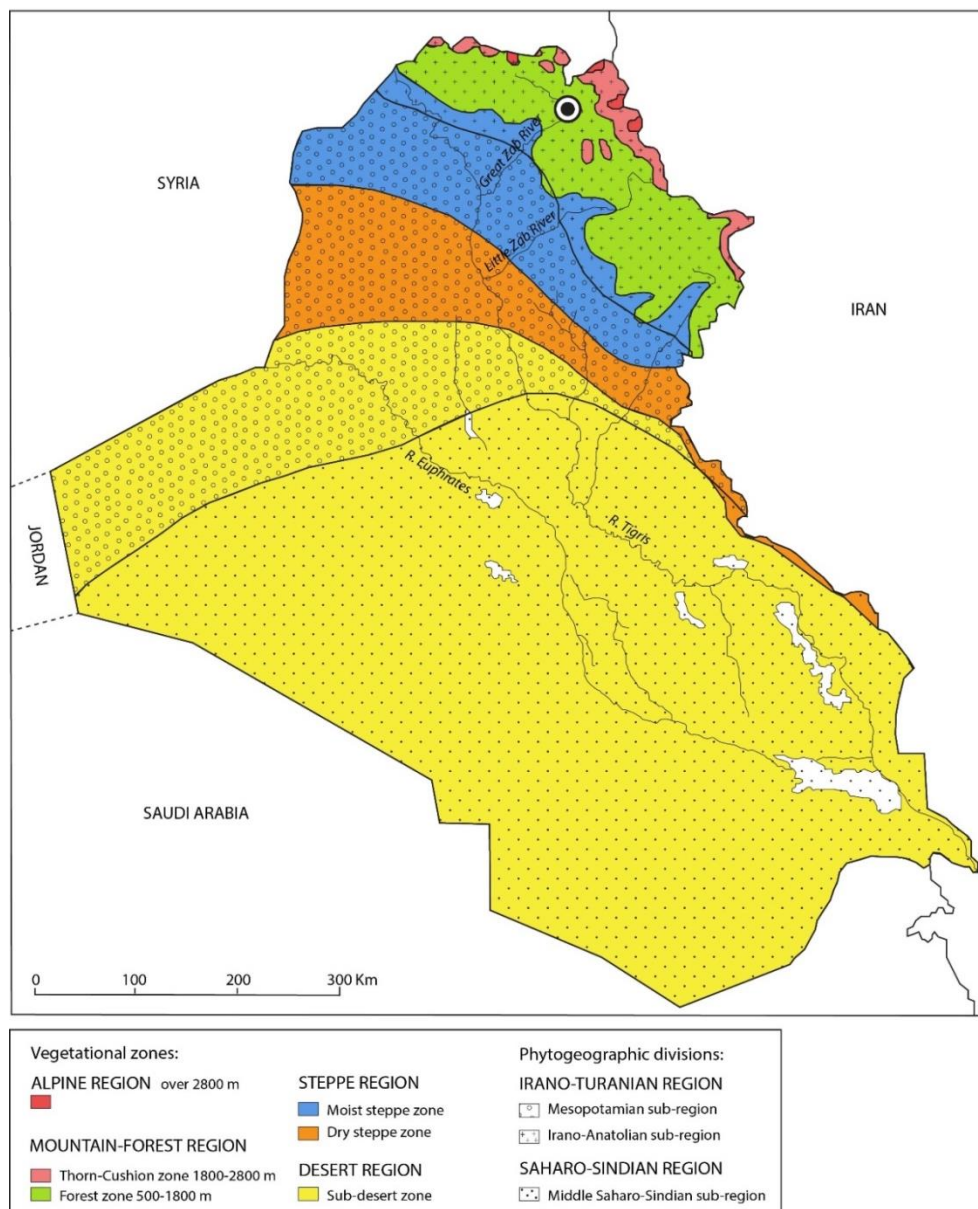 SYRIA
Great Zab River
Little Zab River
IRAN
R. Euphrates
R. Tigris
JORDAN
SAUDI ARABIA
0 100 200 300 Km
Vegetational zones:
ALPINE REGION over 2800 m
MOUNTAIN-FOREST REGION
Thorn-Cushion zone 1800-2800 m
Forest zone 500-1800 m
STEPPE REGION
Moist steppe zone
Dry steppe zone
DESERT REGION
Sub-desert zone
Phytogeographic divisions:
IRANO-TURANIAN REGION
Mesopotamian sub-region
Irano-Anatolian sub-region
SAHARO-SINDIAN REGION
Middle Saharo-Sindian sub-region